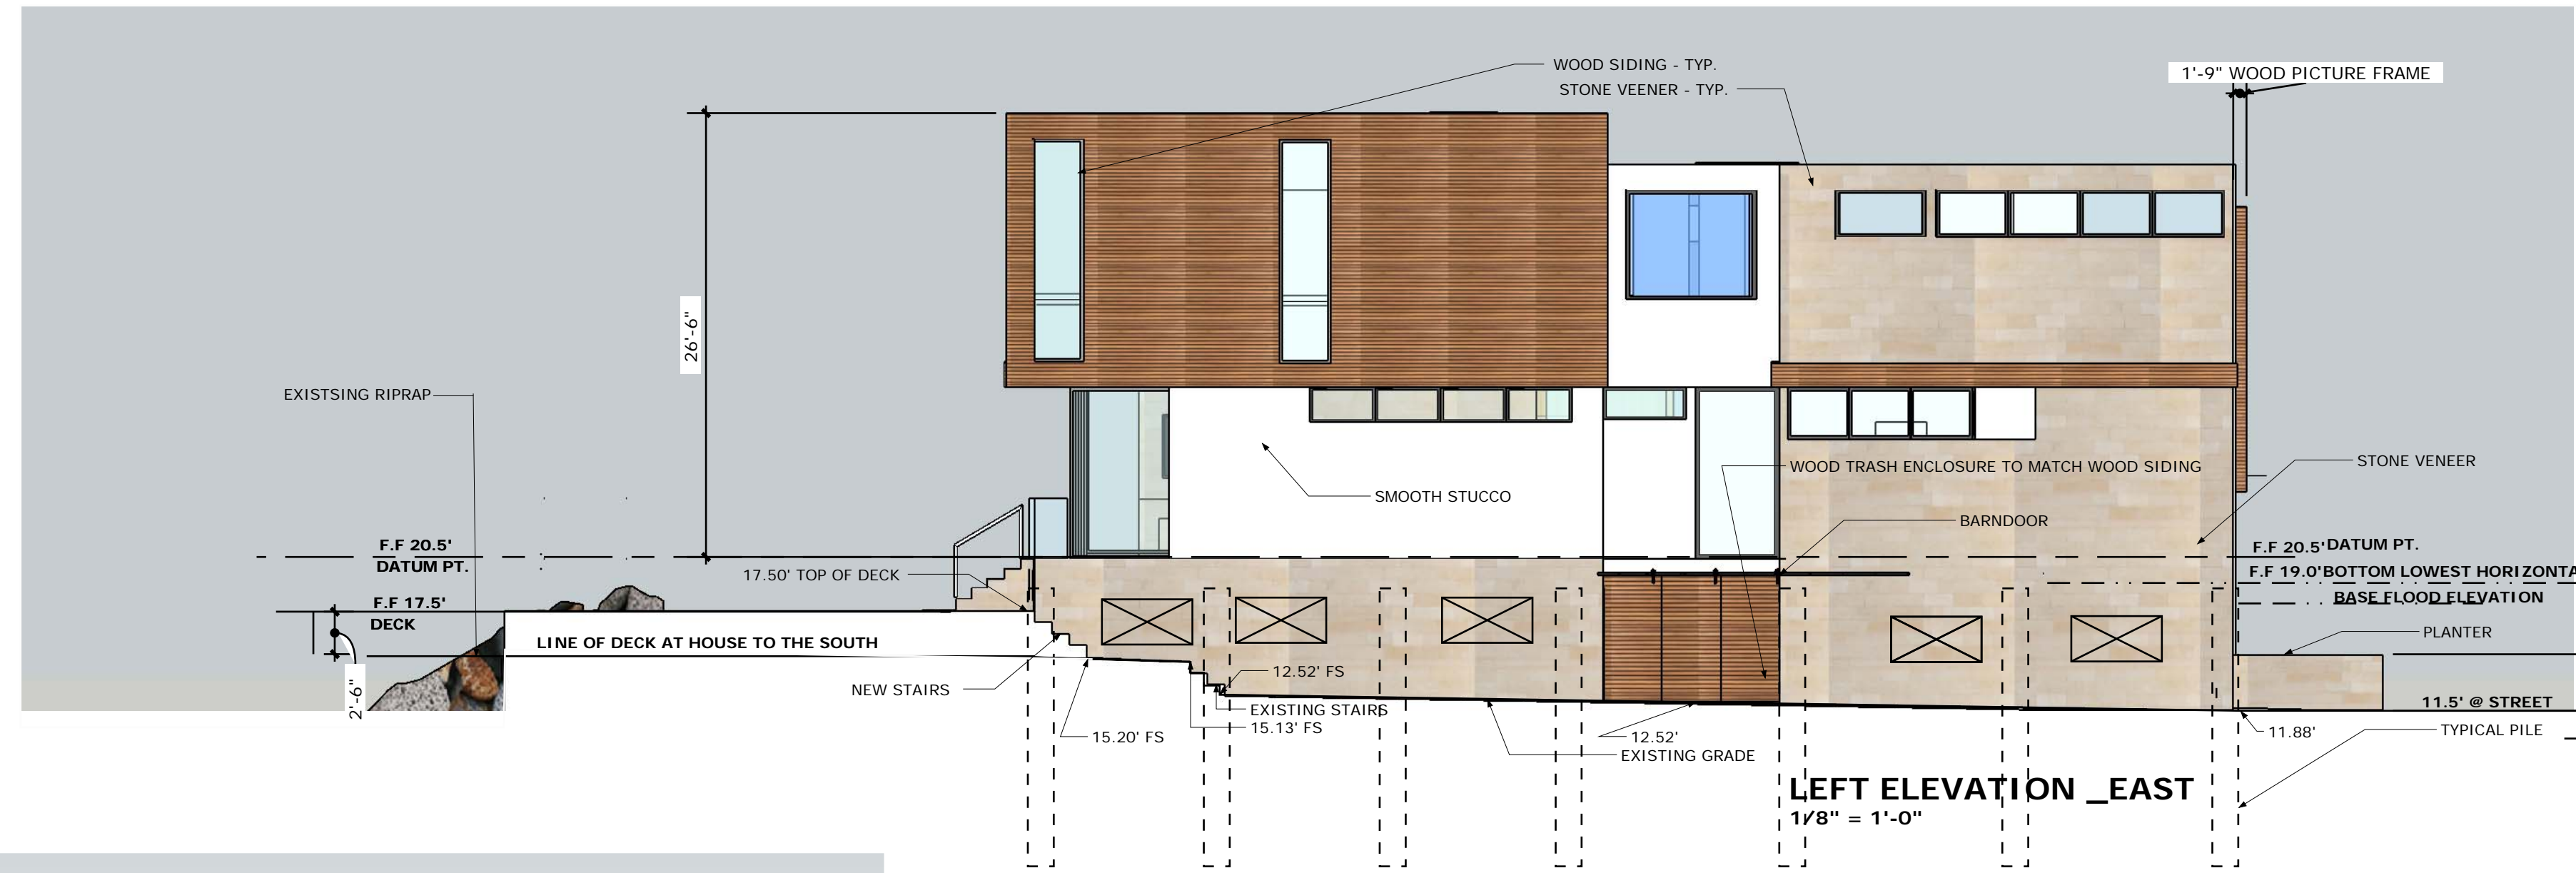 WOOD SIDING - TYP.
STONE VEENER - TYP.
1'-9" WOOD PICTURE FRAME
26'-6"
EXISTSING RIPRAP
STONE VENEER
WOOD TRASH ENCLOSURE TO MATCH WOOD SIDING
SMOOTH STUCCO
BARNDOOR
F.F 20.5'
DATUM PT.
F.F 20.5' DATUM PT.
17.50' TOP OF DECK
F.F 19.0' BOTTOM LOWEST
BASE FLOOD ELEVATION
F.F 17.5'
DECK
LINE OF DECK AT HOUSE TO THE SOUTH
PLANTER
2'-6"
NEW STAIRS
12.52' FS
EXISTING STAIRS
15.13' FS
15.20' FS
12.52'
EXISTING GRADE
11.5' @ STREET
11.88'
TYPICAL PILE
LEFT ELEVATION _EAST
1/8" = 1'-0"